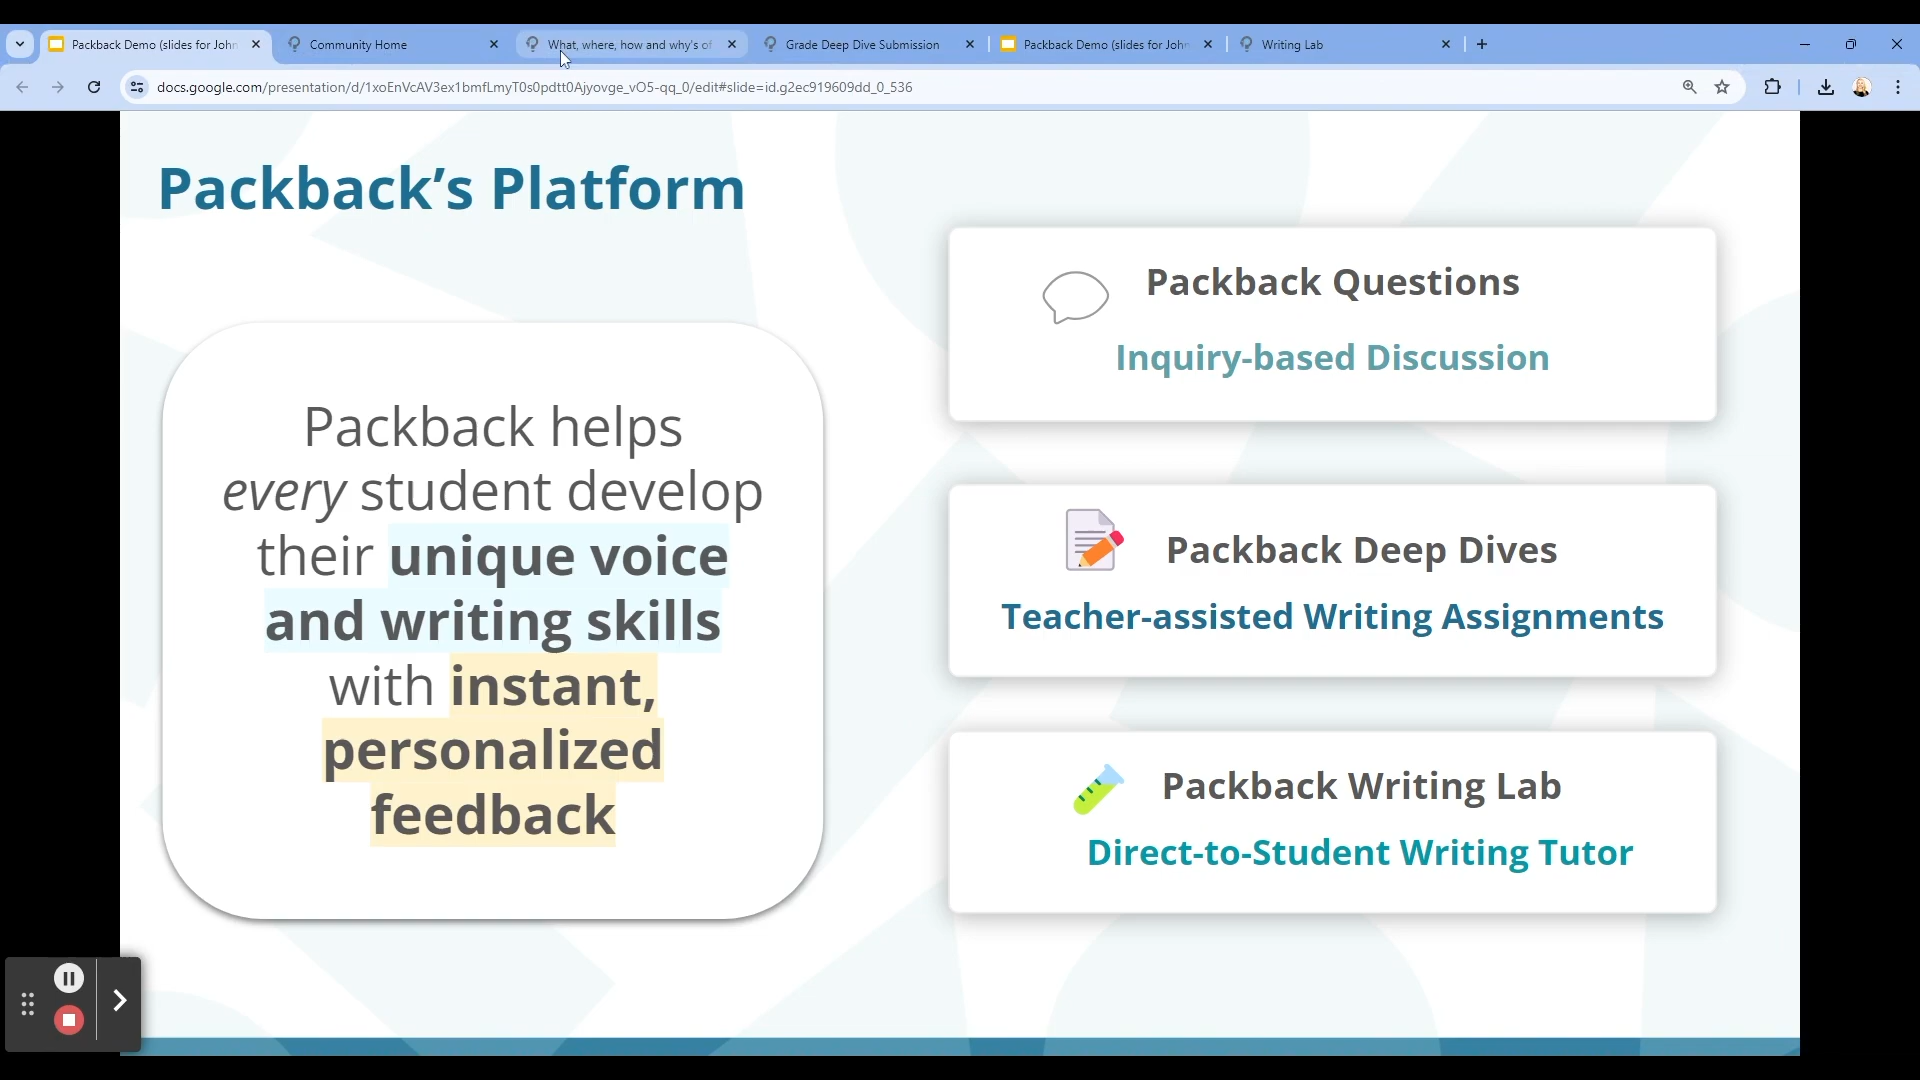 Packback Demo (slides for John
Community Home
What, where, how and why's of
Grade Deep Dive Submission
Packback Demo (slides for John
Writing Lab
docs.google.com/presentation/d/1xoEnVcAV3ex1bmfLmyT0s0pdtt0Ajyovge_vO5-qq_0/edit#slide=id.g2ec919609dd_0_536
Packback’s Platform
Packback helps
every student develop
their unique voice
and writing skills
with instant,
personalized
feedback
Packback Questions
Inquiry-based Discussion
Packback Deep Dives
Teacher-assisted Writing Assignments
Packback Writing Lab
Direct-to-Student Writing Tutor